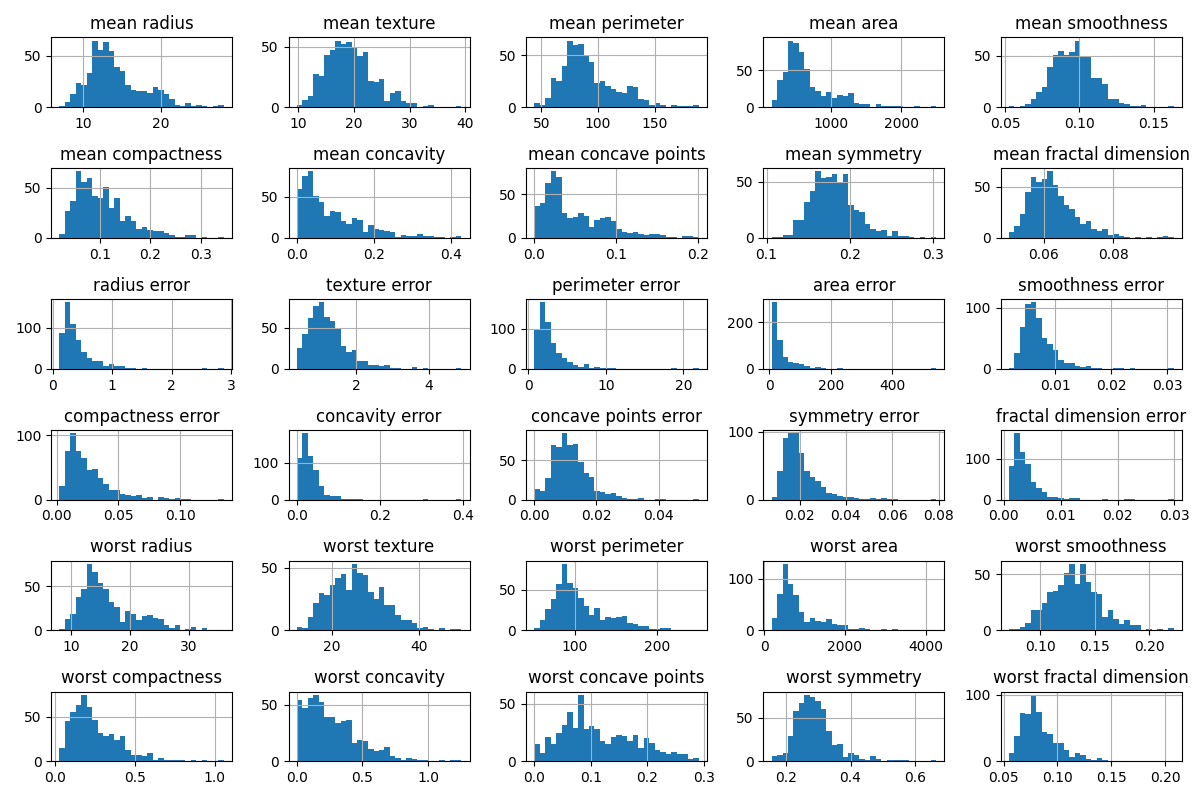 mean radius mean texture mean perimeter mean area mean smoothness
50 50 50 50 50
0 0 0 0 0
10 20 10 20 30 40 50 100 150 1000 2000 0.05 0.10 0.15
mean compactness mean concavity mean concave points mean symmetry mean fractal dimension
50 50 50 50 50
0 0 0 0 0
0.1 0.2 0.3 0.0 0.2 0.4 0.0 0.1 0.2 0.1 0.2 0.3 0.06 0.08
radius error texture error perimeter error area error smoothness error
100 50 100 200 100
0 0 0 0 0
0 1 2 3 2 4 0 10 20 0 200 400 0.01 0.02 0.03
compactness error concavity error concave points error symmetry error fractal dimension error
100 100 50 100 100
0 0 0 0 0
0.00 0.05 0.10 0.0 0.2 0.4 0.00 0.02 0.04 0.02 0.04 0.06 0.08 0.00 0.01 0.02 0.03
worst radius worst texture worst perimeter worst area worst smoothness
50 50 50 100 50
0 0 0 0 0
10 20 30 20 40 100 200 0 2000 4000 0.10 0.15 0.20
worst compactness worst concavity worst concave points worst symmetry worst fractal dimension
50 50 50 50 100
0 0 0 0 0
0.0 0.5 1.0 0.0 0.5 1.0 0.0 0.1 0.2 0.3 0.2 0.4 0.6 0.05 0.10 0.15 0.20